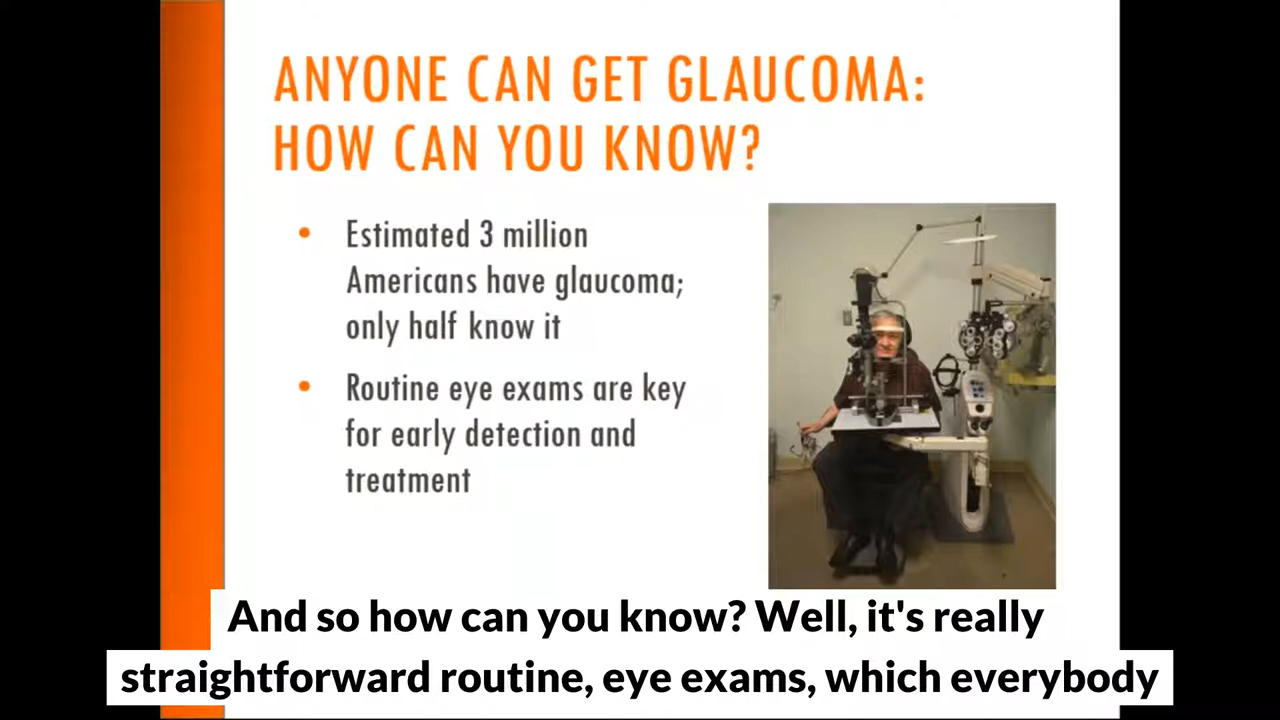 ANYONE CAN GET GLAUCOMA:
HOW CAN YOU KNOW?
• Estimated 3 million
Americans have glaucoma;
only half know it
• Routine eye exams are key
for early detection and
treatment
And so how can you know? Well, it's really
straightforward routine, eye exams, which everybody